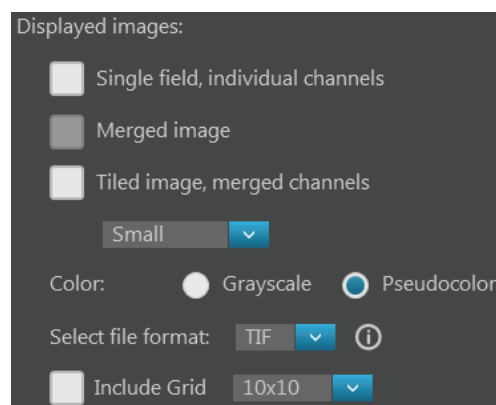 Displayed images:
Single field, individual channels
Merged image
Tiled image, merged channels
Small
Color: Grayscale Pseudocolor
Select file format: TIF
Include Grid 10x10